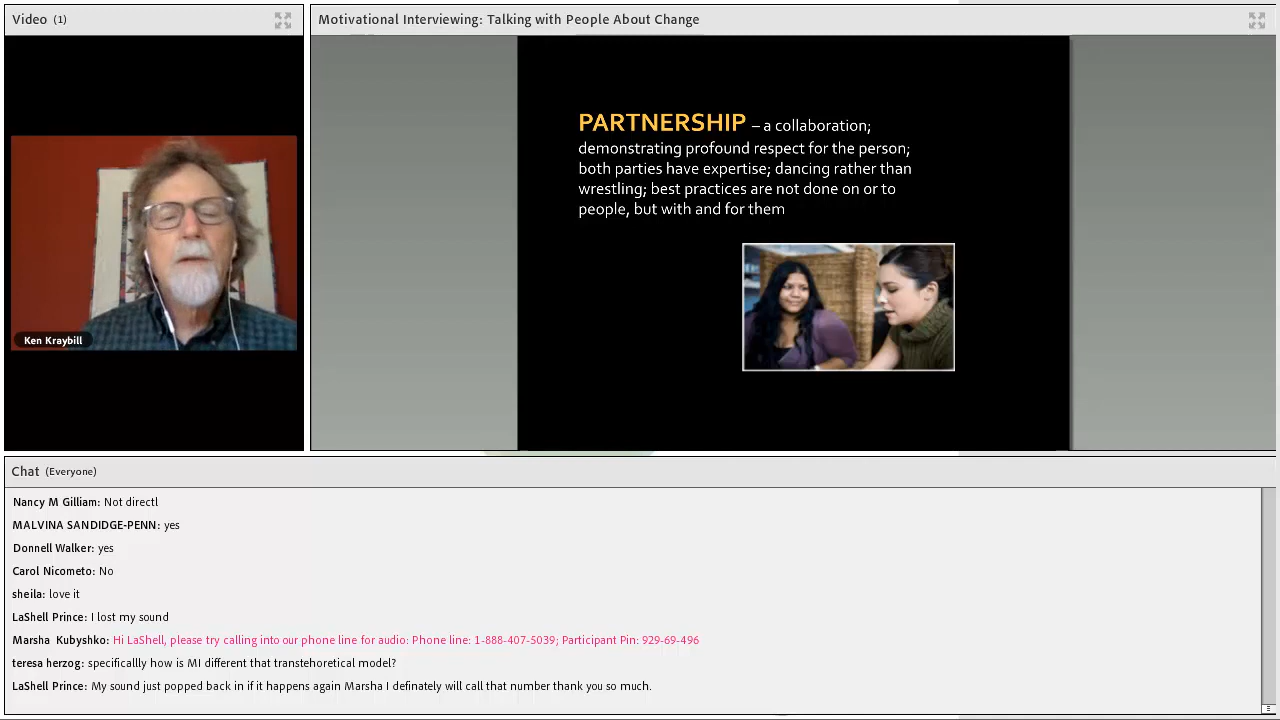 Video (1)
Motivational Interviewing: Talking with People About Change
PARTNERSHIP – a collaboration;
demonstrating profound respect for the person;
both parties have expertise; dancing rather than
wrestling; best practices are not done on or to
people, but with and for them
Ken Kraybill
Chat (Everyone)
Nancy M Gilliam: Not directl
MALVINA SANDIDGE-PENN: yes
Donnell Walker: yes
Carol Nicometo: No
sheila: love it
LaShell Prince: I lost my sound
Marsha Kubyshko: Hi LaShell, please try calling into our phone line for audio: Phone line: 1-888-407-5039; Participant Pin: 929-69-496
teresa herzog: specificallly how is MI different that transtehoretical model?
LaShell Prince: My sound just popped back in if it happens again Marsha I definately will call that number thank you so much.